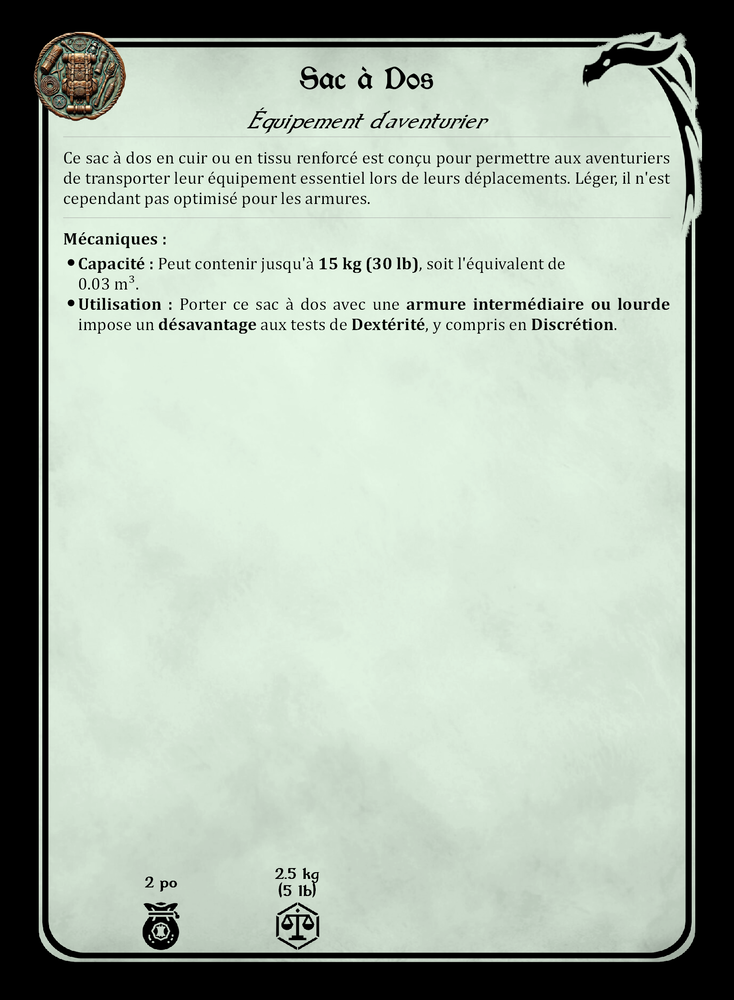 Sac à Dos
Équipement d'aventurier
Ce sac à dos en cuir ou en tissu renforcé est conçu pour permettre aux aventuriers
de transporter leur équipement essentiel lors de leurs déplacements. Léger, il n'est
cependant pas optimisé pour les armures.
Mécaniques :
•Capacité : Peut contenir jusqu'à 15 kg (30 lb), soit l'équivalent de
0.03 m³.
•Utilisation : Porter ce sac à dos avec une armure intermédiaire ou lourde
impose un désavantage aux tests de Dextérité, y compris en Discrétion.
2 po
2.5 kg
(5 lb)